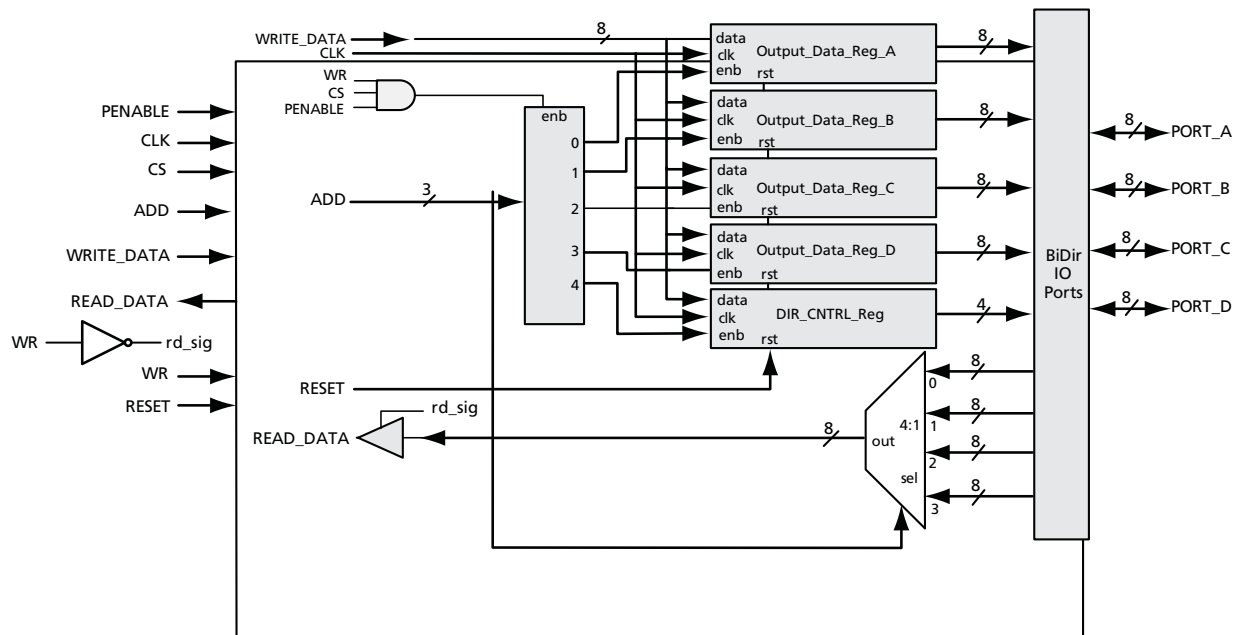 WRITE_DATA
8
CLK
data
clk
enb
rst
Output_Data_Reg_A
8
WR
CS
PENABLE
enb
0
1
2
3
4
data
clk
enb
rst
Output_Data_Reg_B
8
PENABLE
CLK
CS
ADD
WRITE_DATA
READ_DATA
WR
rd_sig
WR
RESET
ADD
3
data
clk
enb
rst
Output_Data_Reg_C
8
data
clk
enb
rst
Output_Data_Reg_D
8
data
clk
enb
rst
DIR_CNTRL_Reg
4
BiDir
IO
Ports
8
PORT_A
8
PORT_B
8
PORT_C
8
PORT_D
RESET
rd_sig
READ_DATA
8
out
4:1
sel
0
1
2
3
8
8
8
8